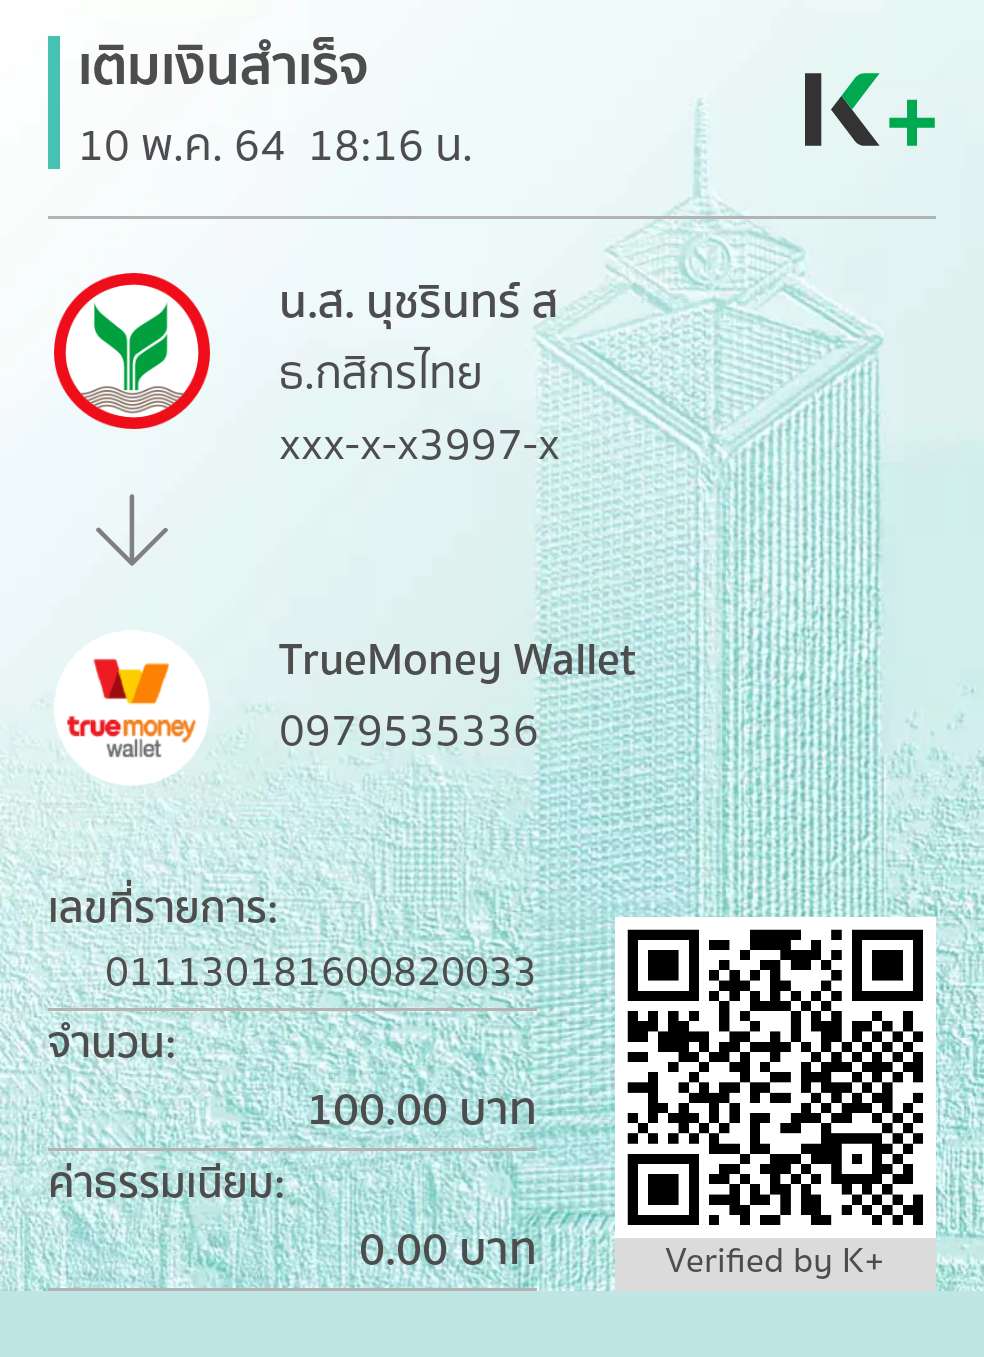 เติมเงินสำเร็จ
10 พ.ค. 64 18:16 น.
K+
น.ส. นุชรินทร์ ส
ธ.กสิกรไทย
xxx-x-x3997-x
truemoney
wallet
TrueMoney Wallet
0979535336
เลขที่รายการ:
011130181600820033
จำนวน:
100.00 บาท
ค่าธรรมเนียม:
0.00 บาท
Verified by K+